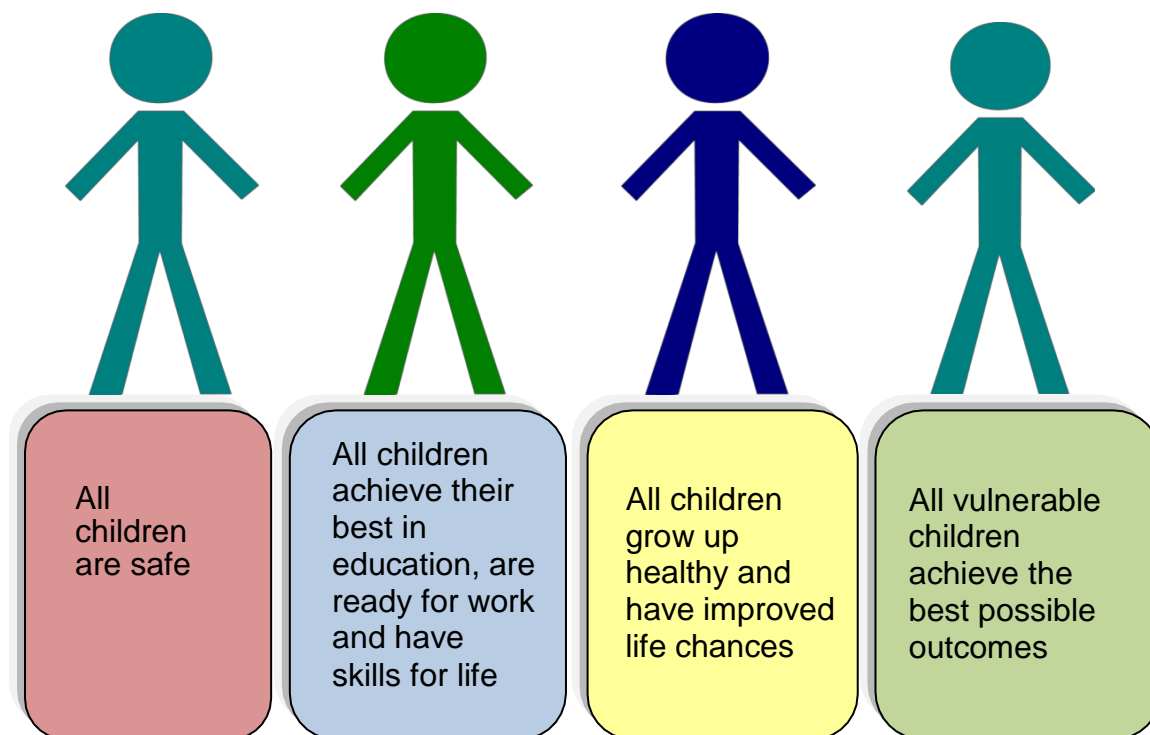 All
children
are safe
All children
achieve their
best in
education, are
ready for work
and have
skills for life
All children
grow up
healthy and
have improved
life chances
All vulnerable
children
achieve the
best possible
outcomes